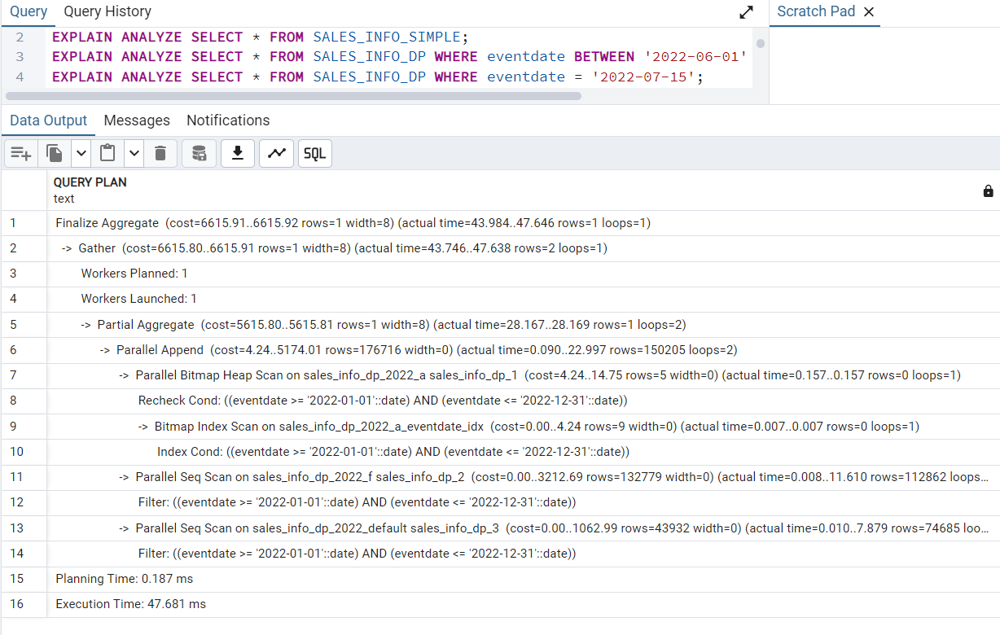 Query Query History Scratch Pad
2 EXPLAIN ANALYZE SELECT * FROM SALES_INFO_SIMPLE;
3 EXPLAIN ANALYZE SELECT * FROM SALES_INFO_DP WHERE eventdate BETWEEN '2022-06-01'
4 EXPLAIN ANALYZE SELECT * FROM SALES_INFO_DP WHERE eventdate = '2022-07-15';
Data Output Messages Notifications
SQL
QUERY PLAN
text
1 Finalize Aggregate (cost=6615.91..6615.92 rows=1 width=8) (actual time=43.984..47.646 rows=1 loops=1)
2 -> Gather (cost=6615.80..6615.91 rows=1 width=8) (actual time=43.746..47.638 rows=2 loops=1)
3 Workers Planned: 1
4 Workers Launched: 1
5 -> Partial Aggregate (cost=5615.80..5615.81 rows=1 width=8) (actual time=28.167..28.169 rows=1 loops=2)
6 -> Parallel Append (cost=4.24..5174.01 rows=176716 width=0) (actual time=0.090..22.997 rows=150205 loops=2)
7 -> Parallel Bitmap Heap Scan on sales_info_dp_2022_a sales_info_dp_1 (cost=4.24..14.75 rows=5 width=0) (actual time=0.157..0.157 rows=0 loops=1)
8 Recheck Cond: ((eventdate >= '2022-01-01'::date) AND (eventdate <= '2022-12-31'::date))
9 -> Bitmap Index Scan on sales_info_dp_2022_a_eventdate_idx (cost=0.00..4.24 rows=9 width=0) (actual time=0.007..0.007 rows=0 loops=1)
10 Index Cond: ((eventdate >= '2022-01-01'::date) AND (eventdate <= '2022-12-31'::date))
11 -> Parallel Seq Scan on sales_info_dp_2022_f sales_info_dp_2 (cost=0.00..3212.69 rows=132779 width=0) (actual time=0.008..11.610 rows=112862 loops...
12 Filter: ((eventdate >= '2022-01-01'::date) AND (eventdate <= '2022-12-31'::date))
13 -> Parallel Seq Scan on sales_info_dp_2022_default sales_info_dp_3 (cost=0.00..1062.99 rows=43932 width=0) (actual time=0.010..7.879 rows=74685 loo...
14 Filter: ((eventdate >= '2022-01-01'::date) AND (eventdate <= '2022-12-31'::date))
15 Planning Time: 0.187 ms
16 Execution Time: 47.681 ms